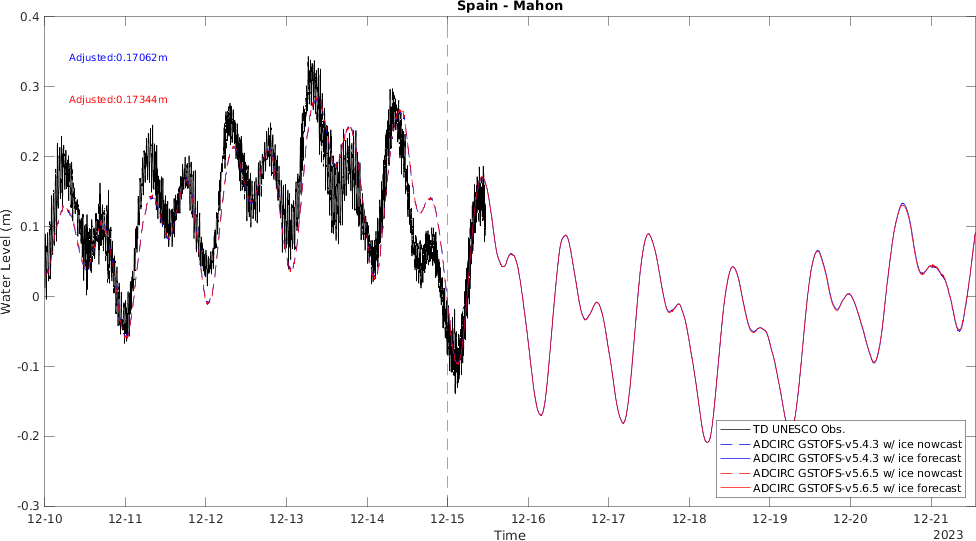 Spain - Mahon
0.4
0.3
0.2
0.1
0
-0.1
-0.2
-0.3
Water Level (m)
Adjusted:0.17062m
Adjusted:0.17344m
TD UNESCO Obs.
ADCIRC GSTOFS-v5.4.3 w/ ice nowcast
ADCIRC GSTOFS-v5.4.3 w/ ice forecast
ADCIRC GSTOFS-v5.6.5 w/ ice nowcast
ADCIRC GSTOFS-v5.6.5 w/ ice forecast
12-10 12-11 12-12 12-13 12-14 12-15 12-16 12-17 12-18 12-19 12-20 12-21
Time
2023